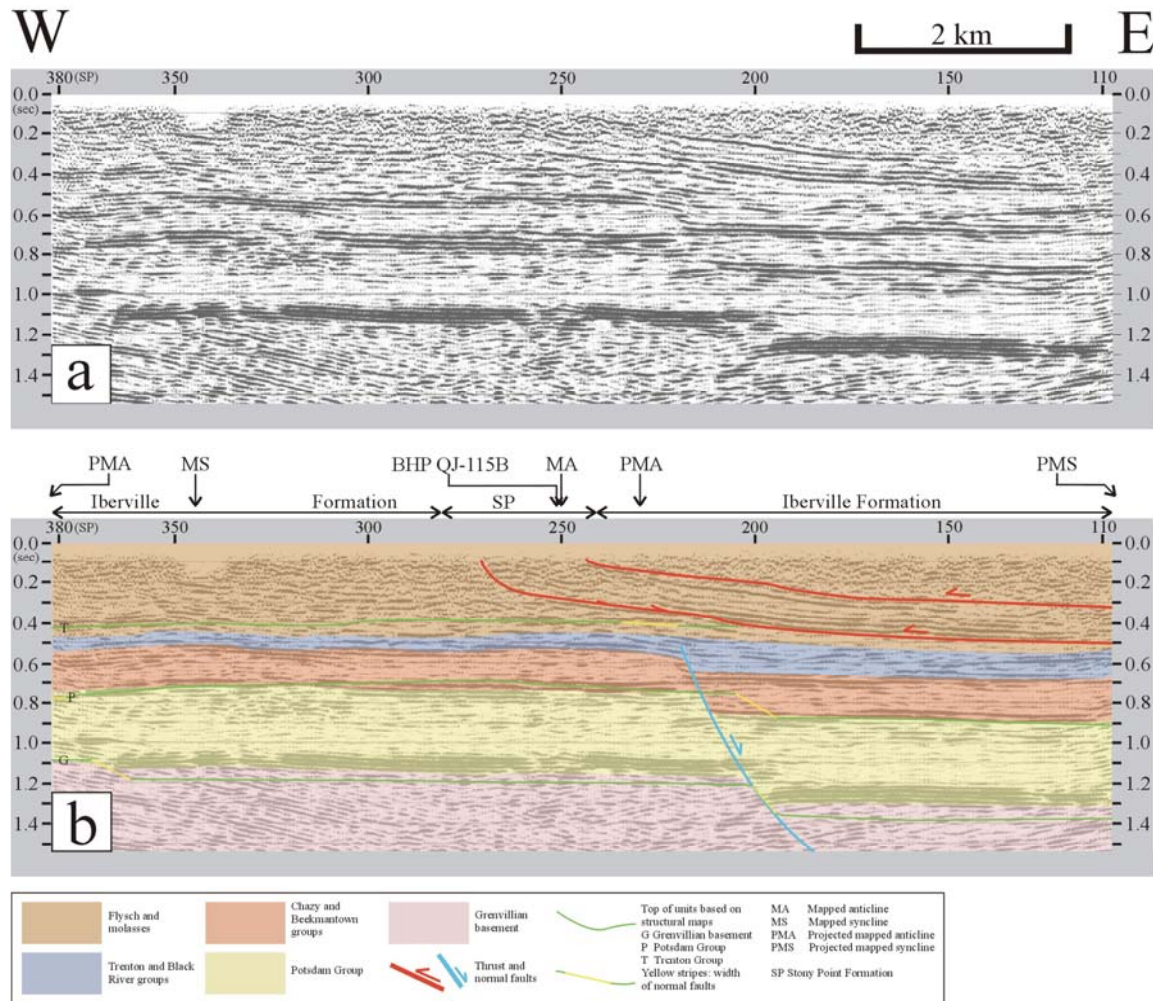 W 2 km E
380 (SP) 350 300 250 200 150 110
0.0 0.0
(sec)
0.2 0.2
0.4 0.4
0.6 0.6
0.8 0.8
1.0 1.0
1.2 1.2
1.4 1.4
a
PMA MS BHP QJ-115B MA PMA PMS
Iberville Formation SP Iberville Formation
380 (SP) 350 300 250 200 150 110
0.0 0.0
(sec)
0.2 0.2
0.4 T 0.4
0.6 0.6
0.8 P 0.8
1.0 1.0
G
1.2 1.2
1.4 1.4
b
Flysch and
molasses
Trenton and Black
River groups
Chazy and
Beekmantown
groups
Potsdam Group
Grenvillian
basement
Thrust and
normal faults
Top of units based on
structural maps
G Grenvillian basement
P Potsdam Group
T Trenton Group
Yellow stripes: width
of normal faults
MA Mapped anticline
MS Mapped syncline
PMA Projected mapped anticline
PMS Projected mapped syncline
SP Stony Point Formation